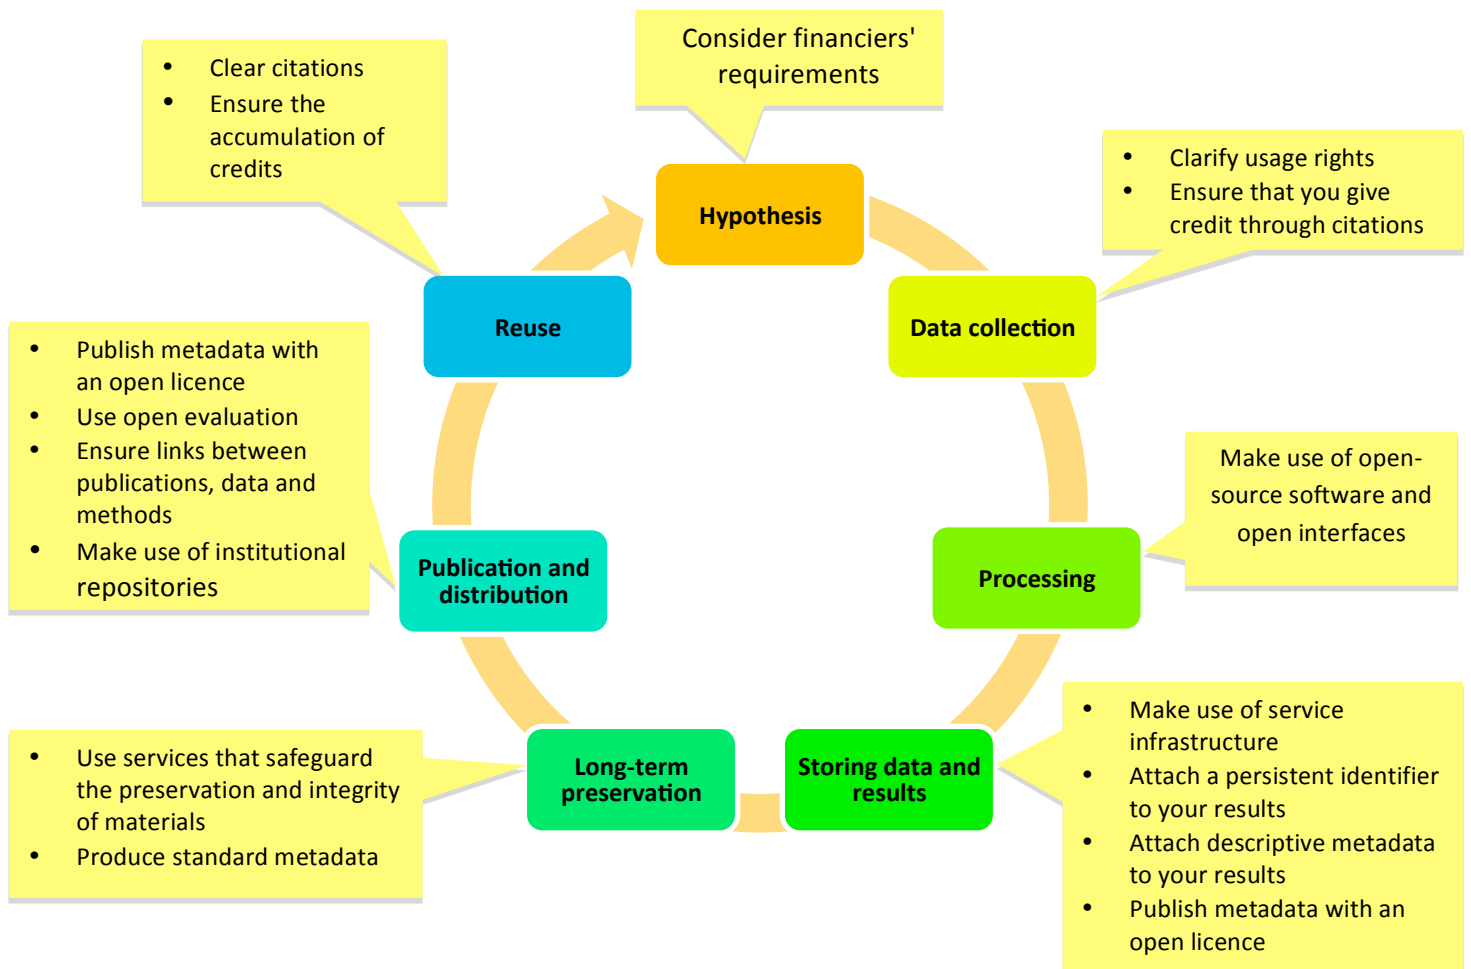 Consider financiers'
requirements
Hypothesis
• Clarify usage rights
• Ensure that you give
credit through citations
Data collection
Make use of open-
source software and
open interfaces
Processing
• Make use of service
infrastructure
• Attach a persistent identifier
to your results
• Attach descriptive metadata
to your results
• Publish metadata with an
open licence
Storing data and
results
• Use services that safeguard
the preservation and integrity
of materials
• Produce standard metadata
Long-term
preservation
• Publish metadata with
an open licence
• Use open evaluation
• Ensure links between
publications, data and
methods
• Make use of institutional
repositories
Publication and
distribution
• Clear citations
• Ensure the
accumulation of
credits
Reuse